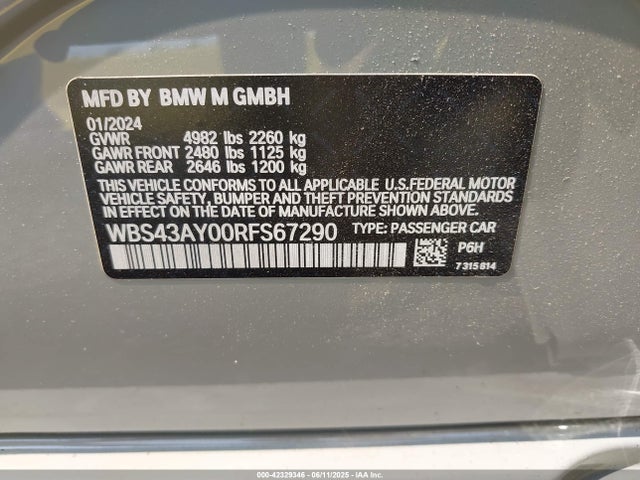 MFD BY BMW M GMBH
01/2024
GVWR 4982 lbs 2260 kg
GAWR FRONT 2480 lbs 1125 kg
GAWR REAR 2646 lbs 1200 kg
THIS VEHICLE CONFORMS TO ALL APPLICABLE U.S.FEDERAL MOTOR
VEHICLE SAFETY, BUMPER AND THEFT PREVENTION STANDARDS
IN EFFECT ON THE DATE OF MANUFACTURE SHOWN ABOVE.
WBS43AY00RFS67290 TYPE: PASSENGER CAR
P6H
7 315 814
000-42329346 - 06/11/2025 - IAA Inc.